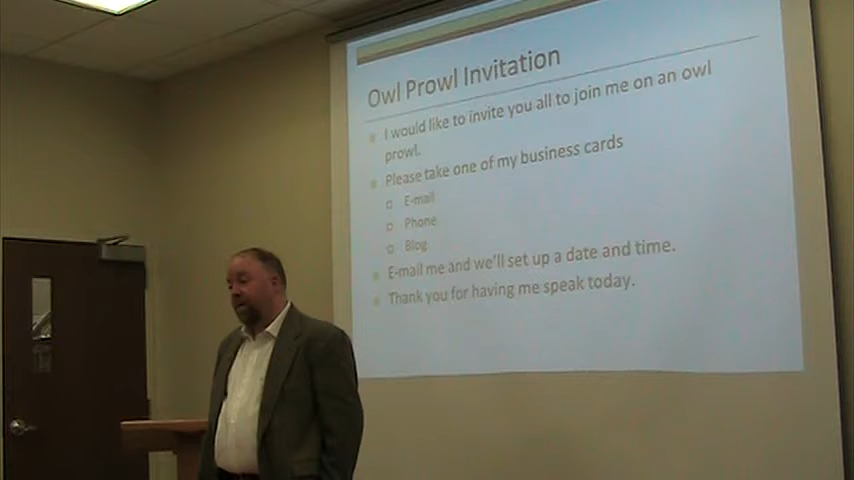 Owl Prowl Invitation
I would like to invite you all to join me on an owl
prowl.
Please take one of my business cards
E-mail
Phone
Blog
E-mail me and we'll set up a date and time.
Thank you for having me speak today.